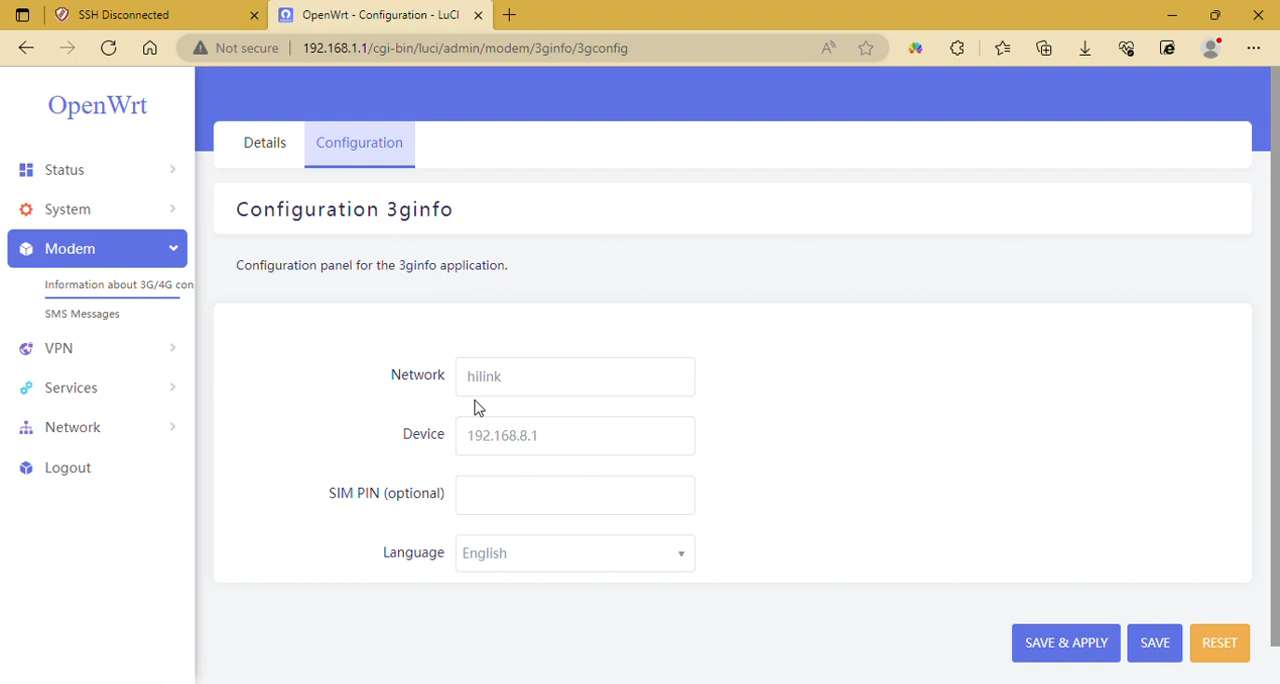 SSH Disconnected
OpenWrt - Configuration - LuCI
Not secure
192.168.1.1/cgi-bin/luci/admin/modem/3ginfo/3gconfig
OpenWrt
Status
System
Modem
Information about 3G/4G con
SMS Messages
VPN
Services
Network
Logout
Details
Configuration
Configuration 3ginfo
Configuration panel for the 3ginfo application.
Network
hilink
Device
192.168.8.1
SIM PIN (optional)
Language
English
SAVE & APPLY
SAVE
RESET